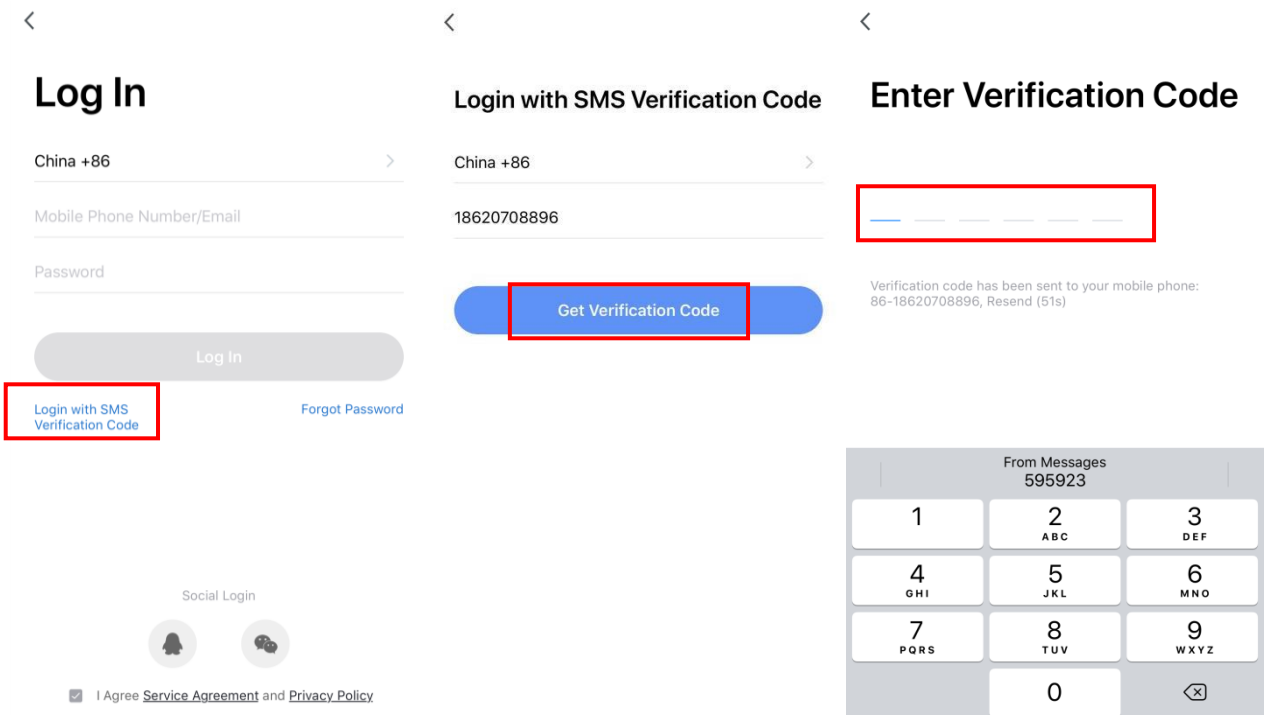 Log In
China +86
Mobile Phone Number/Email
Password
Log In
Login with SMS
Verification Code
Forgot Password
Social Login
I Agree Service Agreement and Privacy Policy
Login with SMS Verification Code
China +86
18620708896
Get Verification Code
Enter Verification Code
Verification code has been sent to your mobile phone:
86-18620708896, Resend (51s)
From Messages
595923
1
2
ABC
3
DEF
4
GHI
5
JKL
6
MNO
7
PQRS
8
TUV
9
WXYZ
0